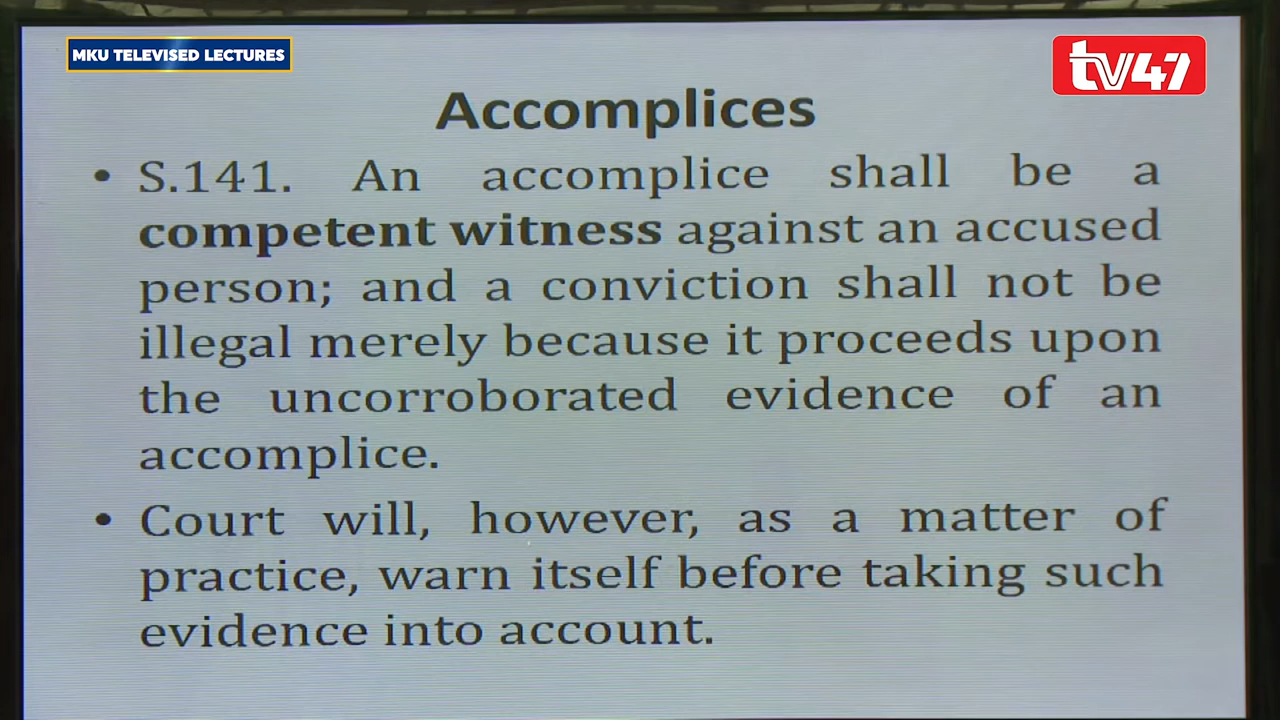 MKU TELEVISED LECTURES
tv47
Accomplices
• S.141. An accomplice shall be a
competent witness against an accused
person; and a conviction shall not be
illegal merely because it proceeds upon
the uncorroborated evidence of an
accomplice.
• Court will, however, as a matter of
practice, warn itself before taking such
evidence into account.